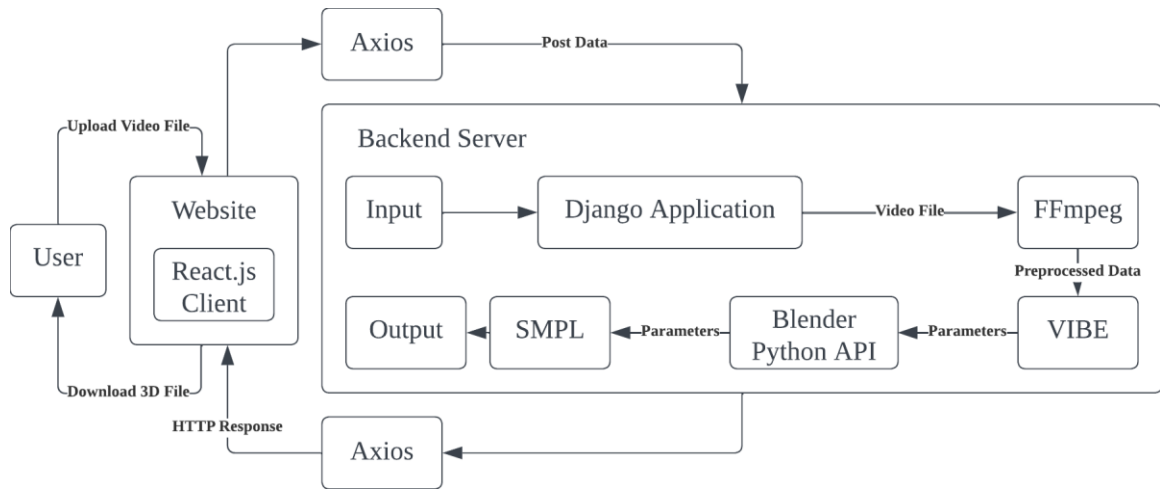 Axios
Post Data
Upload Video File
Backend Server
Website
React.js
Client
User
Input
Django Application
Video File
FFmpeg
Preprocessed Data
Output
SMPL
Parameters
Blender
Python API
Parameters
VIBE
Download 3D File
HTTP Response
Axios